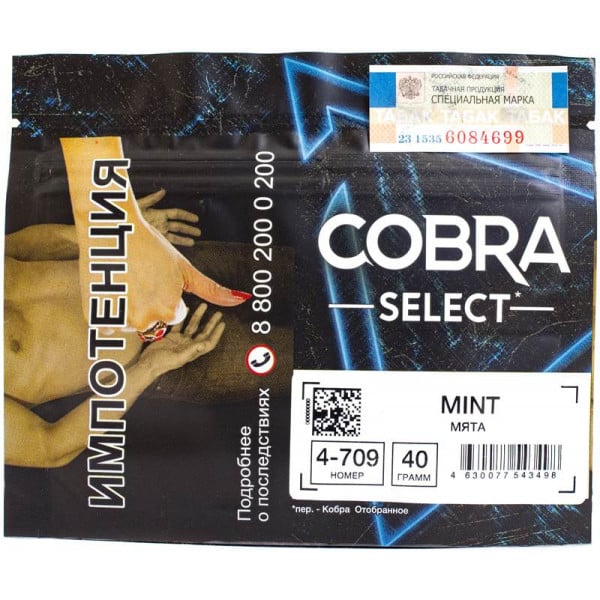 РОССИЙСКАЯ ФЕДЕРАЦИЯ
ТАБАЧНАЯ ПРОДУКЦИЯ
СПЕЦИАЛЬНАЯ МАРКА
ТАБАК ТАБАК ТАБАК
23 1535 6084699
ИМПОТЕНЦИЯ
Подробнее
о последствиях 8 800 200 0 200
COBRA
SELECT*
MINT
МЯТА
4-709
НОМЕР
40
ГРАММ
4 630077 543498
*пер. - Кобра Отобранное